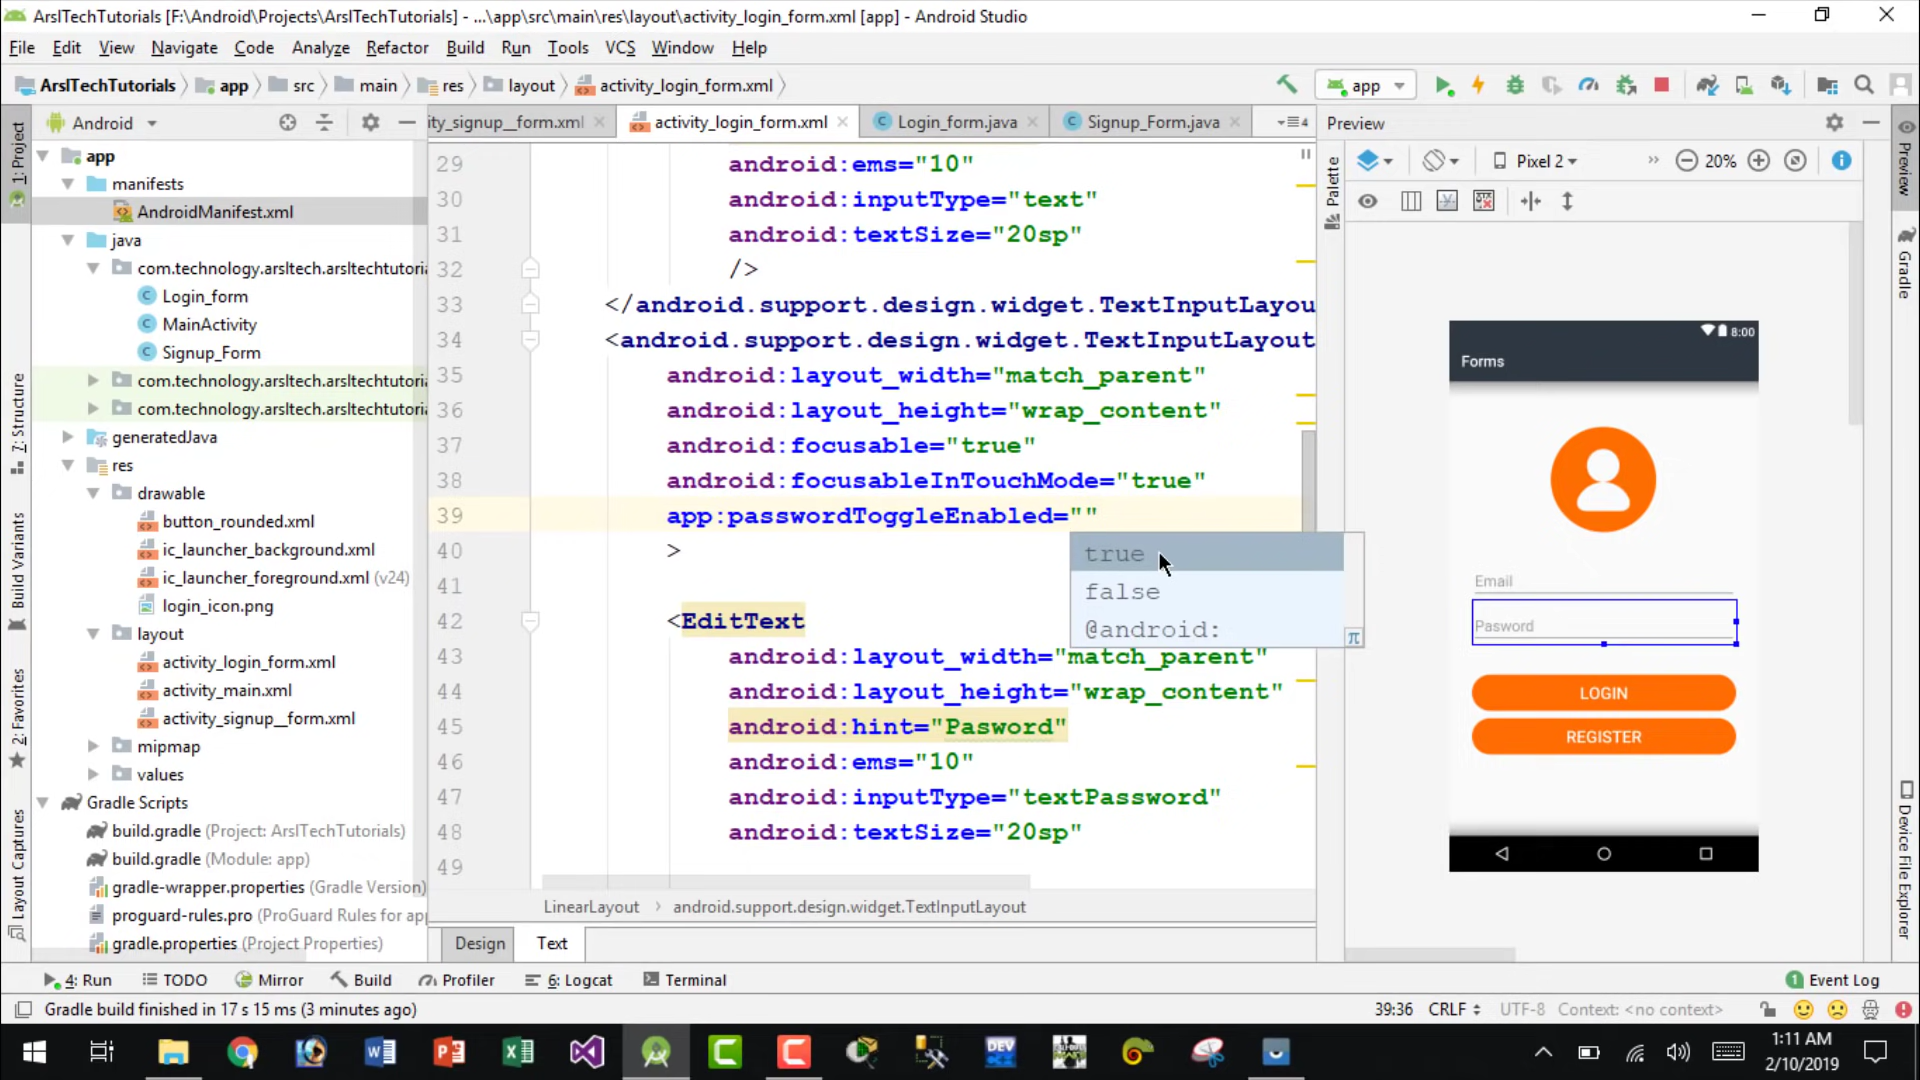 ArslTechTutorials [F:\Android\Projects\ArslTechTutorials] - ...\app\src\main\res\layout\activity_login_form.xml [app] - Android Studio
File Edit View Navigate Code Analyze Refactor Build Run Tools VCS Window Help
ArslTechTutorials app src main res layout activity_login_form.xml
app
Android
ity_signup__form.xml activity_login_form.xml Login_form.java Signup_Form.java
4
Preview
Pixel 2
20%
1: Project
7: Structure
Build Variants
2: Favorites
Layout Captures
app
manifests
AndroidManifest.xml
java
com.technology.arsltech.arsltechtutori
Login_form
MainActivity
Signup_Form
com.technology.arsltech.arsltechtutori
com.technology.arsltech.arsltechtutori
generatedJava
res
drawable
button_rounded.xml
ic_launcher_background.xml
ic_launcher_foreground.xml (v24)
login_icon.png
layout
activity_login_form.xml
activity_main.xml
activity_signup__form.xml
mipmap
values
Gradle Scripts
build.gradle (Project: ArslTechTutorials)
build.gradle (Module: app)
gradle-wrapper.properties (Gradle Version)
proguard-rules.pro (ProGuard Rules for app
gradle.properties (Project Properties)
29 android:ems="10"
30 android:inputType="text"
31 android:textSize="20sp"
32 />
33 </android.support.design.widget.TextInputLayou
34 <android.support.design.widget.TextInputLayout
35 android:layout_width="match_parent"
36 android:layout_height="wrap_content"
37 android:focusable="true"
38 android:focusableInTouchMode="true"
39 app:passwordToggleEnabled=""
40 >
41
42 <EditText
43 android:layout_width="match_parent"
44 android:layout_height="wrap_content"
45 android:hint="Pasword"
46 android:ems="10"
47 android:inputType="textPassword"
48 android:textSize="20sp"
49
true
false
@android:
π
LinearLayout android.support.design.widget.TextInputLayout
Design Text
Palette
8:00
Forms
Email
Pasword
LOGIN
REGISTER
Preview
Gradle
Device File Explorer
4: Run TODO Mirror Build Profiler 6: Logcat Terminal
1 Event Log
Gradle build finished in 17 s 15 ms (3 minutes ago)
39:36 CRLF UTF-8 Context: <no context>
1:11 AM
2/10/2019